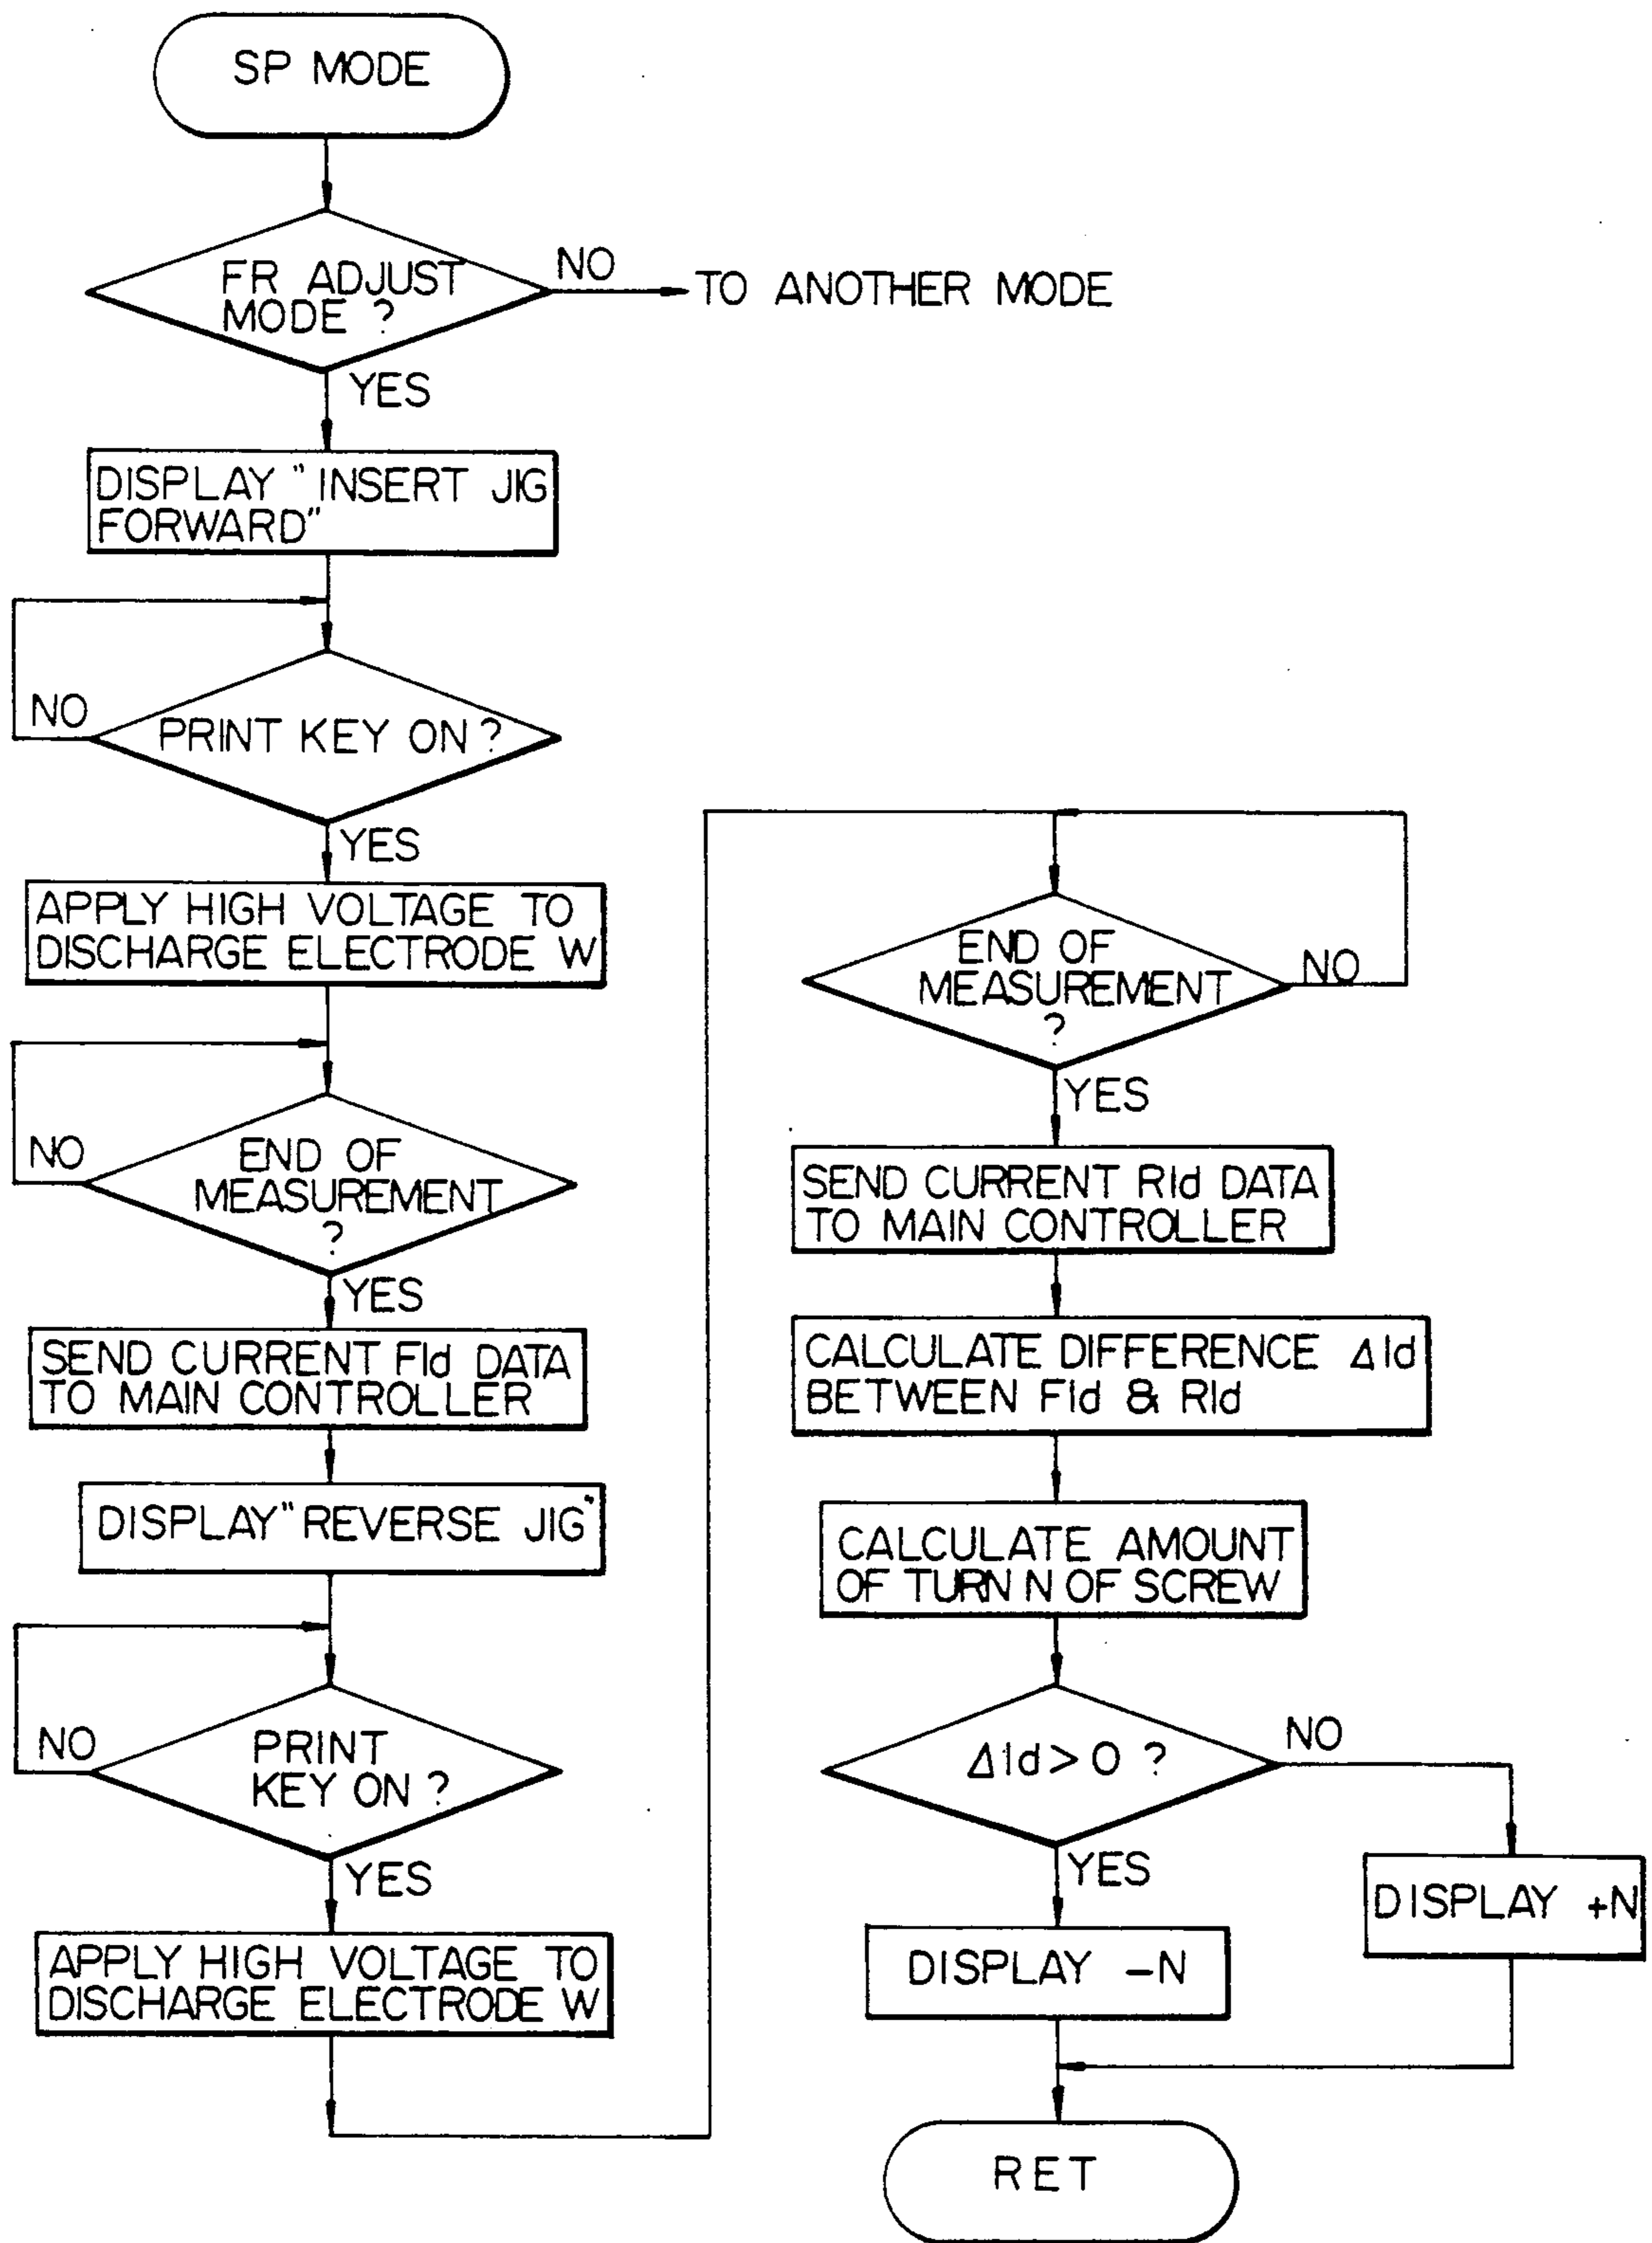 SP MODE
FR ADJUST
MODE ?
NO
TO ANOTHER MODE
YES
DISPLAY "INSERT JIG
FORWARD"
NO
PRINT KEY ON ?
YES
APPLY HIGH VOLTAGE TO
DISCHARGE ELECTRODE W
NO
END OF
MEASUREMENT
?
YES
SEND CURRENT FId DATA
TO MAIN CONTROLLER
DISPLAY "REVERSE JIG"
NO
PRINT
KEY ON ?
YES
APPLY HIGH VOLTAGE TO
DISCHARGE ELECTRODE W
END OF
MEASUREMENT
?
NO
YES
SEND CURRENT RId DATA
TO MAIN CONTROLLER
CALCULATE DIFFERENCE ΔId
BETWEEN FId & RId
CALCULATE AMOUNT
OF TURN N OF SCREW
ΔId > 0 ?
NO
YES
DISPLAY +N
DISPLAY -N
RET